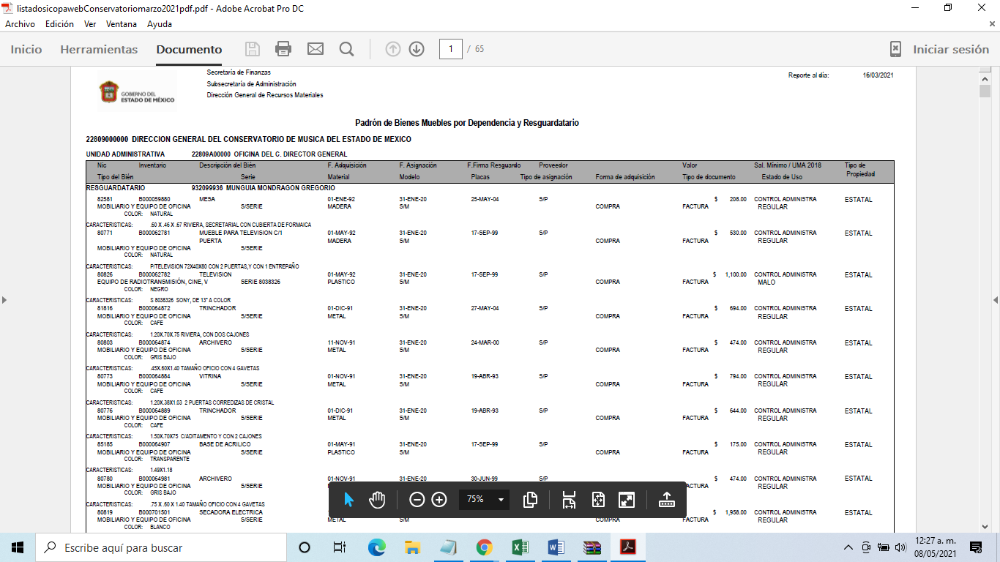 listadosicopawebConservatoriomarzo2021pdf.pdf - Adobe Acrobat Pro DC
Archivo Edición Ver Ventana Ayuda
Inicio Herramientas Documento 1 / 65 Iniciar sesión
Secretaría de Finanzas Reporte al día: 16/03/2021
Subsecretaría de Administración
Dirección General de Recursos Materiales
GOBIERNO DEL
ESTADO DE MÉXICO
Padrón de Bienes Muebles por Dependencia y Resguardatario
22809000000 DIRECCION GENERAL DEL CONSERVATORIO DE MUSICA DEL ESTADO DE MEXICO
UNIDAD ADMINISTRATIVA 22809A00000 OFICINA DEL C. DIRECTOR GENERAL
Nic Inventario Descripción del Bién F. Adquisición F. Asignación F.Firma Resguardo Proveedor Valor Sal. Mínimo / UMA 2018 Tipo de
Tipo del Bién Serie Material Modelo Placas Tipo de asignación Forma de adquisición Tipo de documento Estado de Uso Propiedad
RESGUARDATARIO 932099936 MUNGUIA MONDRAGON GREGORIO
82581 B000059880 MESA 01-ENE-92 31-ENE-20 25-MAY-04 S/P $ 208.00 CONTROL ADMINISTRA ESTATAL
MOBILIARIO Y EQUIPO DE OFICINA S/SERIE MADERA S/M COMPRA FACTURA REGULAR
COLOR: NATURAL
CARACTERISTICAS: .60 X .46 X .67 RIVIERA, SECRETARIAL CON CUBIERTA DE FORMAICA
80771 B000062781 MUEBLE PARA TELEVISION C/1 01-MAY-92 31-ENE-20 17-SEP-99 S/P $ 530.00 CONTROL ADMINISTRA ESTATAL
PUERTA MADERA S/M COMPRA FACTURA REGULAR
MOBILIARIO Y EQUIPO DE OFICINA S/SERIE
COLOR: NATURAL
CARACTERISTICAS: P/TELEVISION 72X40X80 CON 2 PUERTAS,Y CON 1 ENTREPAÑO
80826 B000062782 TELEVISION 01-MAY-92 31-ENE-20 17-SEP-99 S/P $ 1,100.00 CONTROL ADMINISTRA ESTATAL
EQUIPO DE RADIOTRANSMISIÓN, CINE, V SERIE 8038326 PLASTICO S/M COMPRA FACTURA MALO
COLOR: NEGRO
CARACTERISTICAS: S 8038326 SONY, DE 13" A COLOR
81816 B000064872 TRINCHADOR 01-DIC-91 31-ENE-20 27-MAY-04 S/P $ 694.00 CONTROL ADMINISTRA ESTATAL
MOBILIARIO Y EQUIPO DE OFICINA S/SERIE METAL S/M COMPRA FACTURA REGULAR
COLOR: CAFE
CARACTERISTICAS: 1.20X.70X.75 RIVIERA, CON DOS CAJONES
80803 B000064874 ARCHIVERO 11-NOV-91 31-ENE-20 24-MAR-00 S/P $ 474.00 CONTROL ADMINISTRA ESTATAL
MOBILIARIO Y EQUIPO DE OFICINA S/SERIE METAL S/M COMPRA FACTURA REGULAR
COLOR: GRIS BAJO
CARACTERISTICAS: .45X.60X1.40 TAMAÑO OFICIO CON 4 GAVETAS
80773 B000064884 VITRINA 01-NOV-91 31-ENE-20 19-ABR-93 S/P $ 794.00 CONTROL ADMINISTRA ESTATAL
MOBILIARIO Y EQUIPO DE OFICINA S/SERIE METAL S/M COMPRA FACTURA REGULAR
COLOR: CAFE
CARACTERISTICAS: 1.20X.38X1.03 2 PUERTAS CORREDIZAS DE CRISTAL
80776 B000064889 TRINCHADOR 01-DIC-91 31-ENE-20 19-ABR-93 S/P $ 644.00 CONTROL ADMINISTRA ESTATAL
MOBILIARIO Y EQUIPO DE OFICINA S/SERIE METAL S/M COMPRA FACTURA REGULAR
COLOR: CAFE
CARACTERISTICAS: 1.50X.70X75 C/ADITAMENTO Y CON 2 CAJONES
85185 B000064907 BASE DE ACRILICO 01-MAY-91 31-ENE-20 17-SEP-99 S/P $ 175.00 CONTROL ADMINISTRA ESTATAL
MOBILIARIO Y EQUIPO DE OFICINA S/SERIE PLASTICO S/M COMPRA FACTURA REGULAR
COLOR: TRANSPARENTE
CARACTERISTICAS: 1.49X1.18
80780 B000064981 ARCHIVERO 01-NOV-91 31-ENE-20 30-JUN-99 S/P $ 474.00 CONTROL ADMINISTRA ESTATAL
MOBILIARIO Y EQUIPO DE OFICINA S/SERIE REGULAR
COLOR: GRIS BAJO
CARACTERISTICAS: .75 X .60 X 1.40 TAMAÑO OFICIO CON 4 GAVETAS
75%
80819 B000701501 SECADORA ELECTRICA $ 1,958.00 CONTROL ADMINISTRA ESTATAL
MOBILIARIO Y EQUIPO DE OFICINA S/SERIE METAL S/M COMPRA FACTURA REGULAR
COLOR: BLANCO
Escribe aquí para buscar 12:27 a. m.
08/05/2021